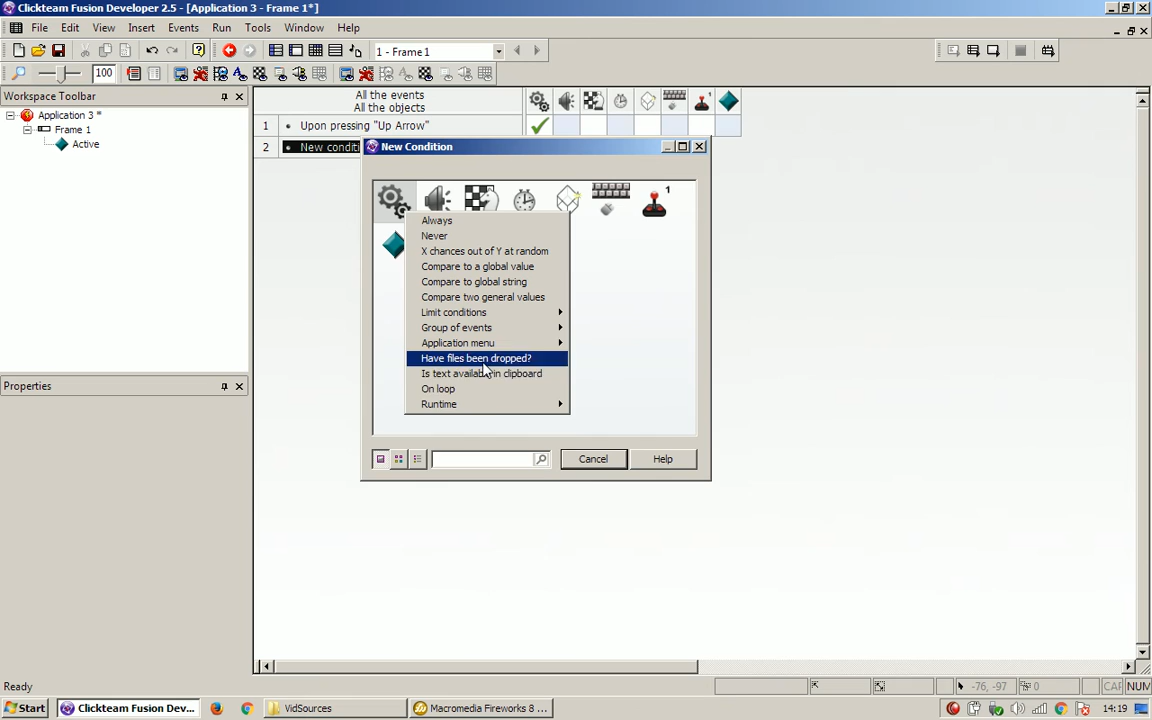 Clickteam Fusion Developer 2.5 - [Application 3 - Frame 1*]
File Edit View Insert Events Run Tools Window Help
1 - Frame 1
100
Workspace Toolbar
Application 3 *
Frame 1
Active
Properties
All the events
All the objects
1 Upon pressing "Up Arrow"
2 New conditi
New Condition
1
1
Always
Never
X chances out of Y at random
Compare to a global value
Compare to global string
Compare two general values
Limit conditions
Group of events
Application menu
Have files been dropped?
Is text available in clipboard
On loop
Runtime
Cancel Help
Ready
-76, -97 0 CAP NUM
Start Clickteam Fusion Dev... VidSources Macromedia Fireworks 8 ... 14:19